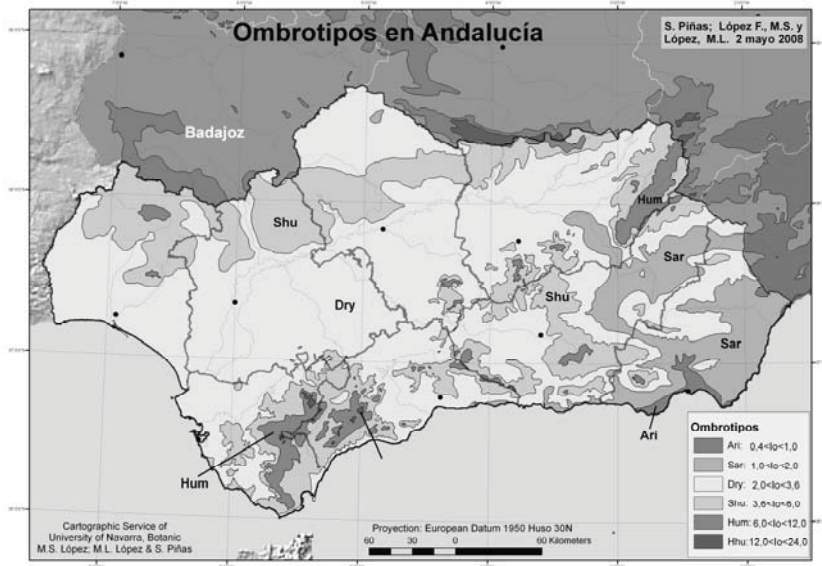 Ombrotipos en Andalucía
S. Piñas; López F., M.S. y
López, M.L. 2 mayo 2008
Badajoz
Shu
Hum
Sar
Dry
Shu
Sar
Ari
Hum
Ombrotipos
Ari: 0,4<Io<1,0
Sar: 1,0<Io<2,0
Dry: 2,0<Io<3,6
Shu: 3,6<Io<6,0
Hum: 6,0<Io<12,0
Hhu: 12,0<Io<24,0
Cartographic Service of
University of Navarra, Botanic
M.S. López; M.L. López & S. Piñas
Proyection: European Datum 1950 Huso 30N
60 30 0 60 Kilometers